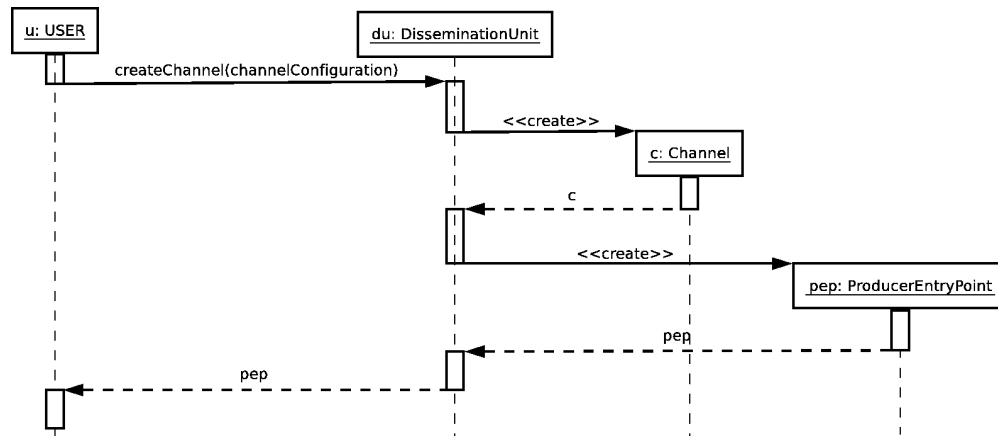 u: USER
du: DisseminationUnit
createChannel(channelConfiguration)
<<create>>
c: Channel
c
<<create>>
pep: ProducerEntryPoint
pep
pep